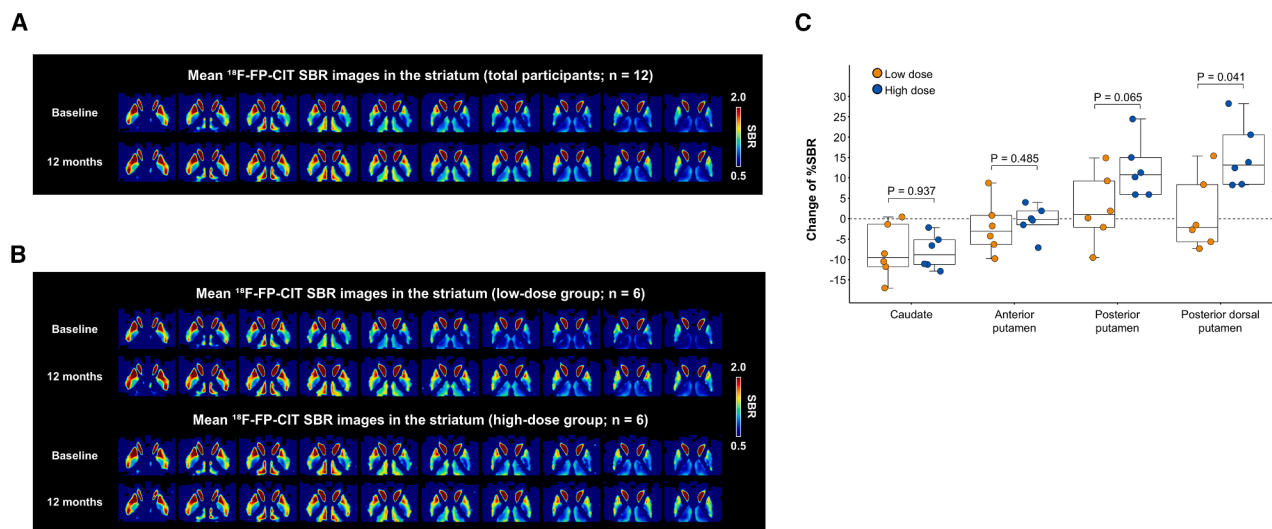 A
Mean ¹⁸F-FP-CIT SBR images in the striatum (total participants; n = 12)
Baseline
12 months
2.0
SBR
0.5
B
Mean ¹⁸F-FP-CIT SBR images in the striatum (low-dose group; n = 6)
Baseline
12 months
Mean ¹⁸F-FP-CIT SBR images in the striatum (high-dose group; n = 6)
Baseline
12 months
2.0
SBR
0.5
C
Low dose
High dose
P = 0.937
P = 0.485
P = 0.065
P = 0.041
Change of %SBR
30
25
20
15
10
5
0
-5
-10
-15
Caudate
Anterior
putamen
Posterior
putamen
Posterior dorsal
putamen